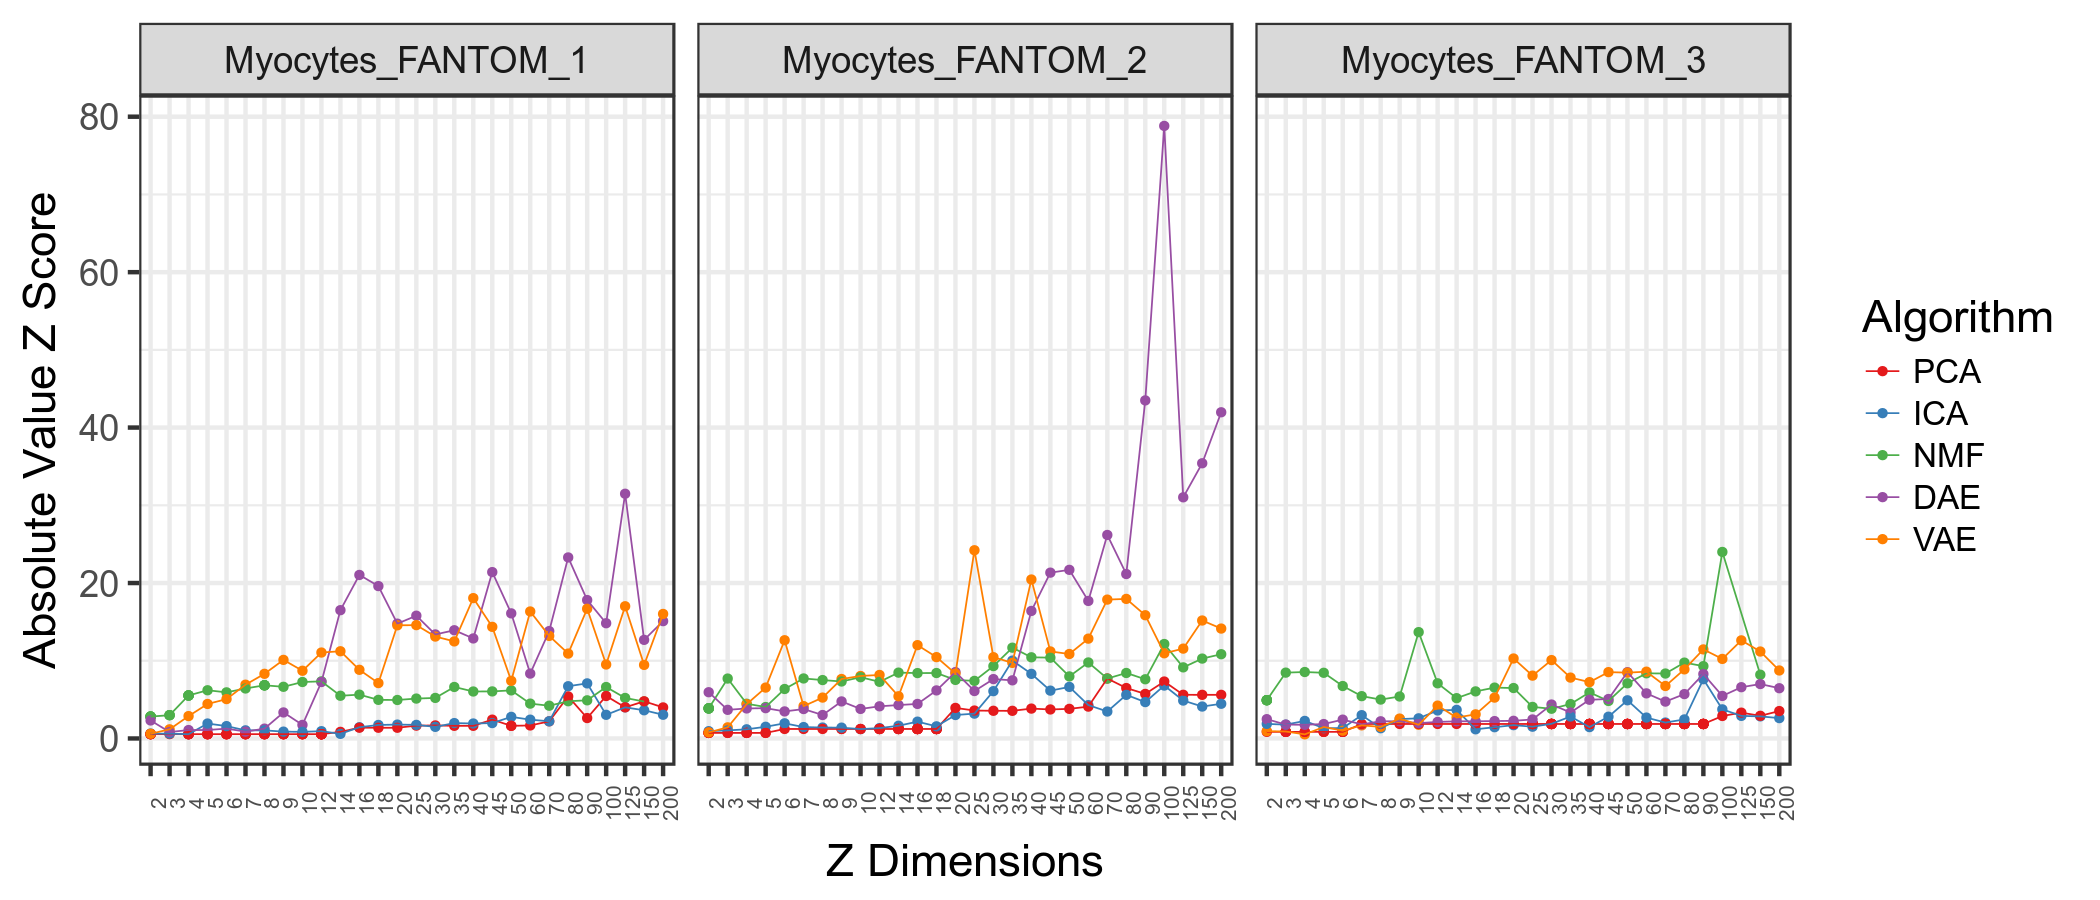 Myocytes_FANTOM_1 Myocytes_FANTOM_2 Myocytes_FANTOM_3
80
60
40
20
0
Absolute Value Z Score
2 3 4 5 6 7 8 9 10 12 14 16 18 20 25 30 35 40 45 50 60 70 80 90 100 125 150 200
2 3 4 5 6 7 8 9 10 12 14 16 18 20 25 30 35 40 45 50 60 70 80 90 100 125 150 200
2 3 4 5 6 7 8 9 10 12 14 16 18 20 25 30 35 40 45 50 60 70 80 90 100 125 150 200
Z Dimensions
Algorithm
PCA
ICA
NMF
DAE
VAE